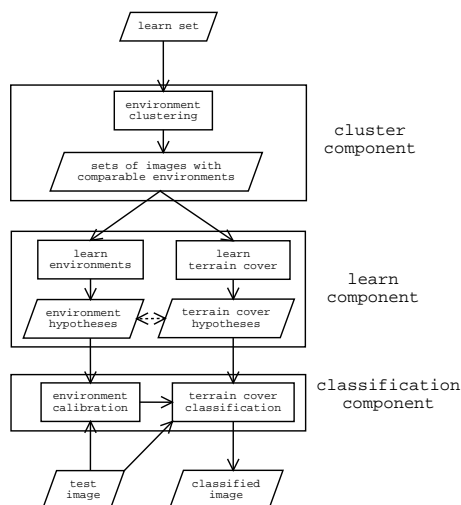 learn set
environment
clustering
cluster
component
sets of images with
comparable environments
learn
environments
learn
terrain cover
learn
component
environment
hypotheses
terrain cover
hypotheses
classification
component
environment
calibration
terrain cover
classification
test
image
classified
image